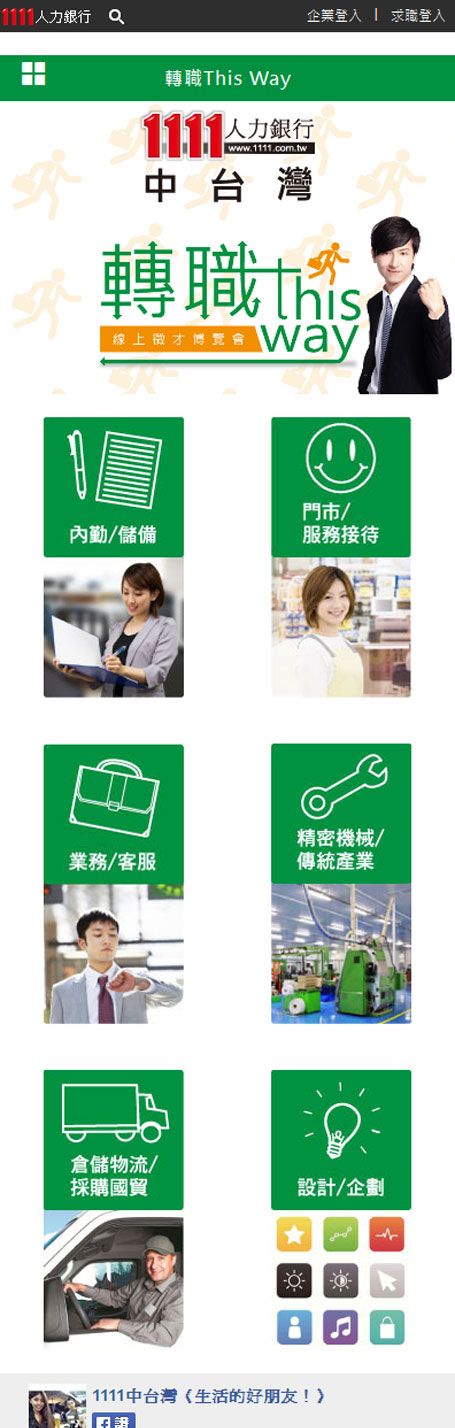 1111人力銀行
企業登入 | 求職登入
轉職This Way
1111人力銀行
www.1111.com.tw
中台灣
轉職this
線上徵才博覽會 way
內勤/儲備
門市/
服務接待
業務/客服
精密機械/
傳統產業
倉儲物流/
採購國貿
設計/企劃
1111中台灣《生活的好朋友！》
讚